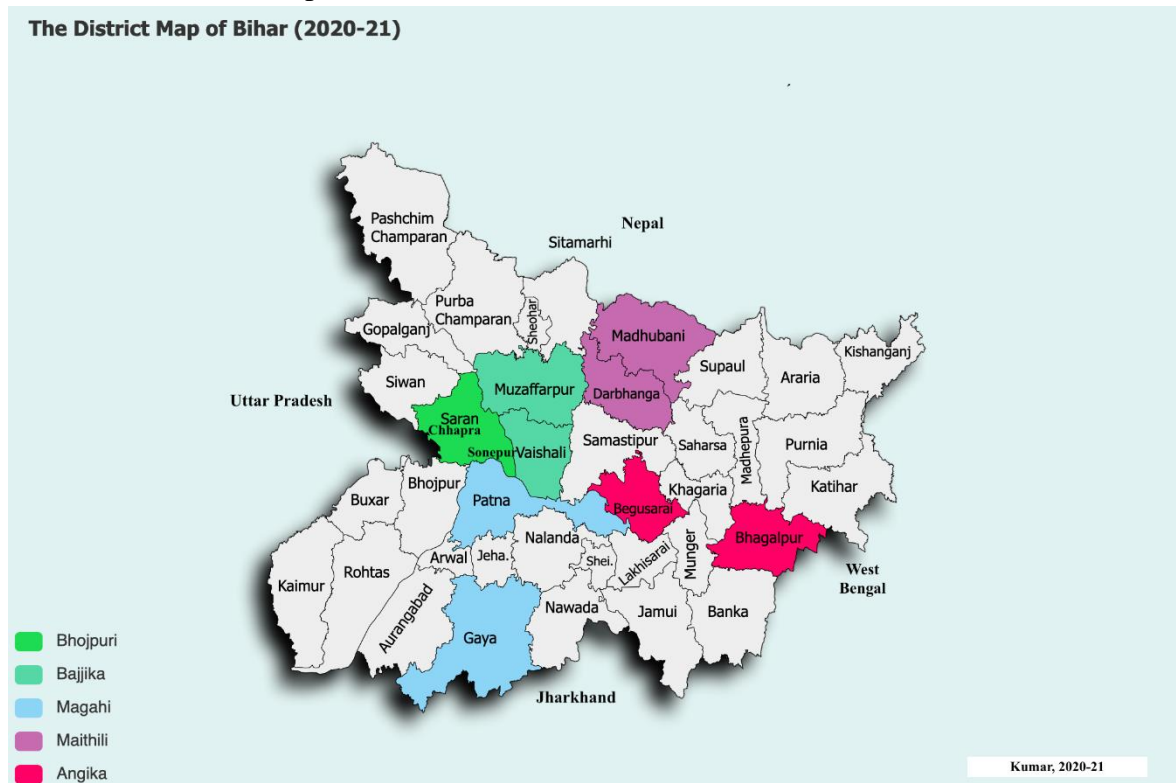 The District Map of Bihar (2020-21)
Nepal
Sitamarhi
Pashchim
Champaran
Purba
Champaran
Sheohar
Gopalganj
Madhubani
Kishanganj
Supaul
Araria
Siwan
Muzaffarpur
Darbhanga
Uttar Pradesh
Saran
Chhapra
Sonepur
Vaishali
Samastipur
Saharsa
Madhepura
Purnia
Bhojpur
Buxar
Patna
Khagaria
Katihar
Begusarai
Bhagalpur
Nalanda
Arwal
Jeha.
Shei.
Lakhisarai
Munger
West
Bengal
Kaimur
Rohtas
Aurangabad
Gaya
Nawada
Jamui
Banka
Jharkhand
Bhojpuri
Bajjika
Magahi
Maithili
Angika
Kumar, 2020-21